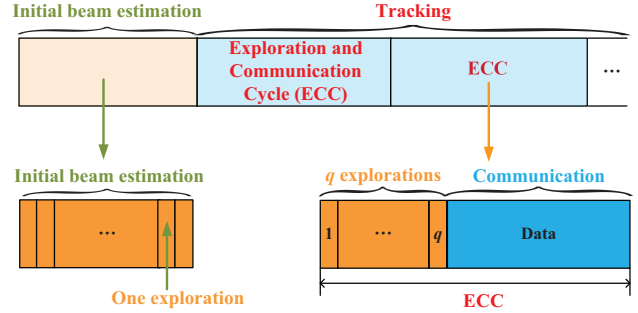 Initial beam estimation
Tracking
Exploration and
Communication
Cycle (ECC)
ECC
...
Initial beam estimation
q explorations
Communication
...
1
...
q
Data
One exploration
ECC